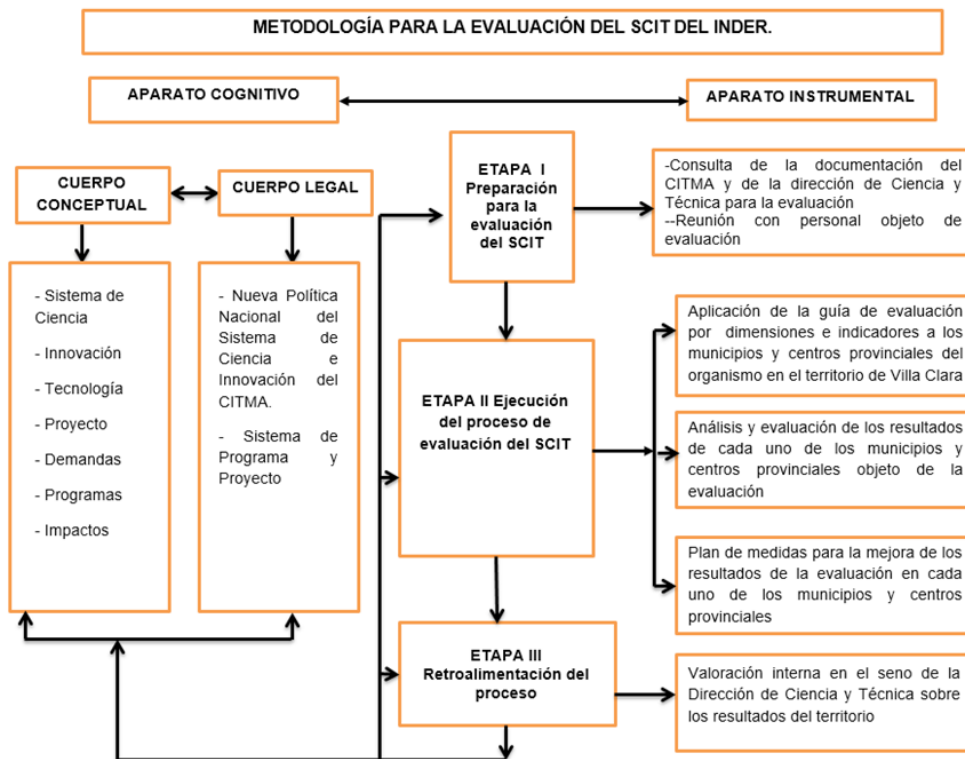 METODOLOGÍA PARA LA EVALUACIÓN DEL SCIT DEL INDER.
APARATO COGNITIVO
APARATO INSTRUMENTAL
CUERPO
CONCEPTUAL
CUERPO LEGAL
- Sistema de
Ciencia
- Innovación
- Tecnología
- Proyecto
- Demandas
- Programas
- Impactos
- Nueva Política
Nacional del
Sistema de
Ciencia e
Innovación del
CITMA.
- Sistema de
Programa y
Proyecto
ETAPA I
Preparación
para la
evaluación
del SCIT
-Consulta de la documentación del
CITMA y de la dirección de Ciencia y
Técnica para la evaluación
--Reunión con personal objeto de
evaluación
ETAPA II Ejecución
del proceso de
evaluación del SCIT
Aplicación de la guía de evaluación
por dimensiones e indicadores a los
municipios y centros provinciales del
organismo en el territorio de Villa Clara
Análisis y evaluación de los resultados
de cada uno de los municipios y
centros provinciales objeto de la
evaluación
Plan de medidas para la mejora de los
resultados de la evaluación en cada
uno de los municipios y centros
provinciales
ETAPA III
Retroalimentación del
proceso
Valoración interna en el seno de la
Dirección de Ciencia y Técnica sobre
los resultados del territorio